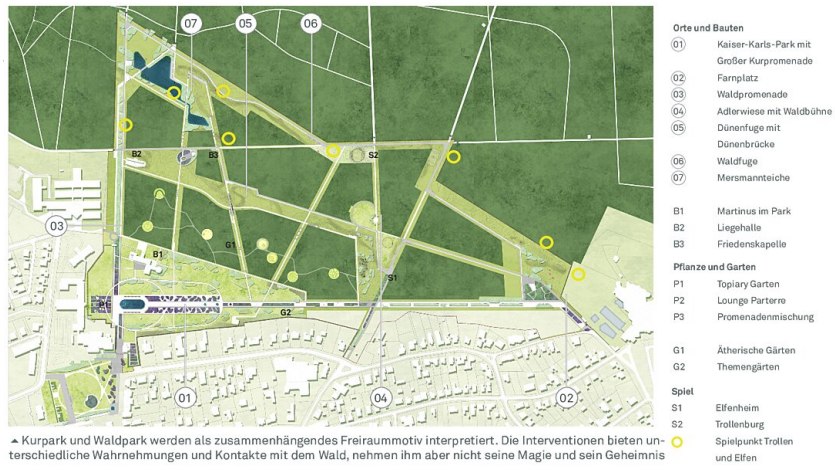 07
05
06
B2
B3
S2
03
G1
B1
S1
P1
G2
01
04
02
Orte und Bauten
01 Kaiser-Karls-Park mit
Großer Kurpromenade
02 Farnplatz
03 Waldpromenade
04 Adlerwiese mit Waldbühne
05 Dünenfuge mit
Dünenbrücke
06 Waldfuge
07 Mersmannteiche
B1 Martinus im Park
B2 Liegehalle
B3 Friedenskapelle
Pflanze und Garten
P1 Topiary Garten
P2 Lounge Parterre
P3 Promenadenmischung
G1 Ätherische Gärten
G2 Themengärten
Spiel
S1 Elfenheim
S2 Trollenburg
Spielpunkt Trollen
und Elfen
Kurpark und Waldpark werden als zusammenhängendes Freiraummotiv interpretiert. Die Interventionen bieten un-
terschiedliche Wahrnehmungen und Kontakte mit dem Wald, nehmen ihm aber nicht seine Magie und sein Geheimnis